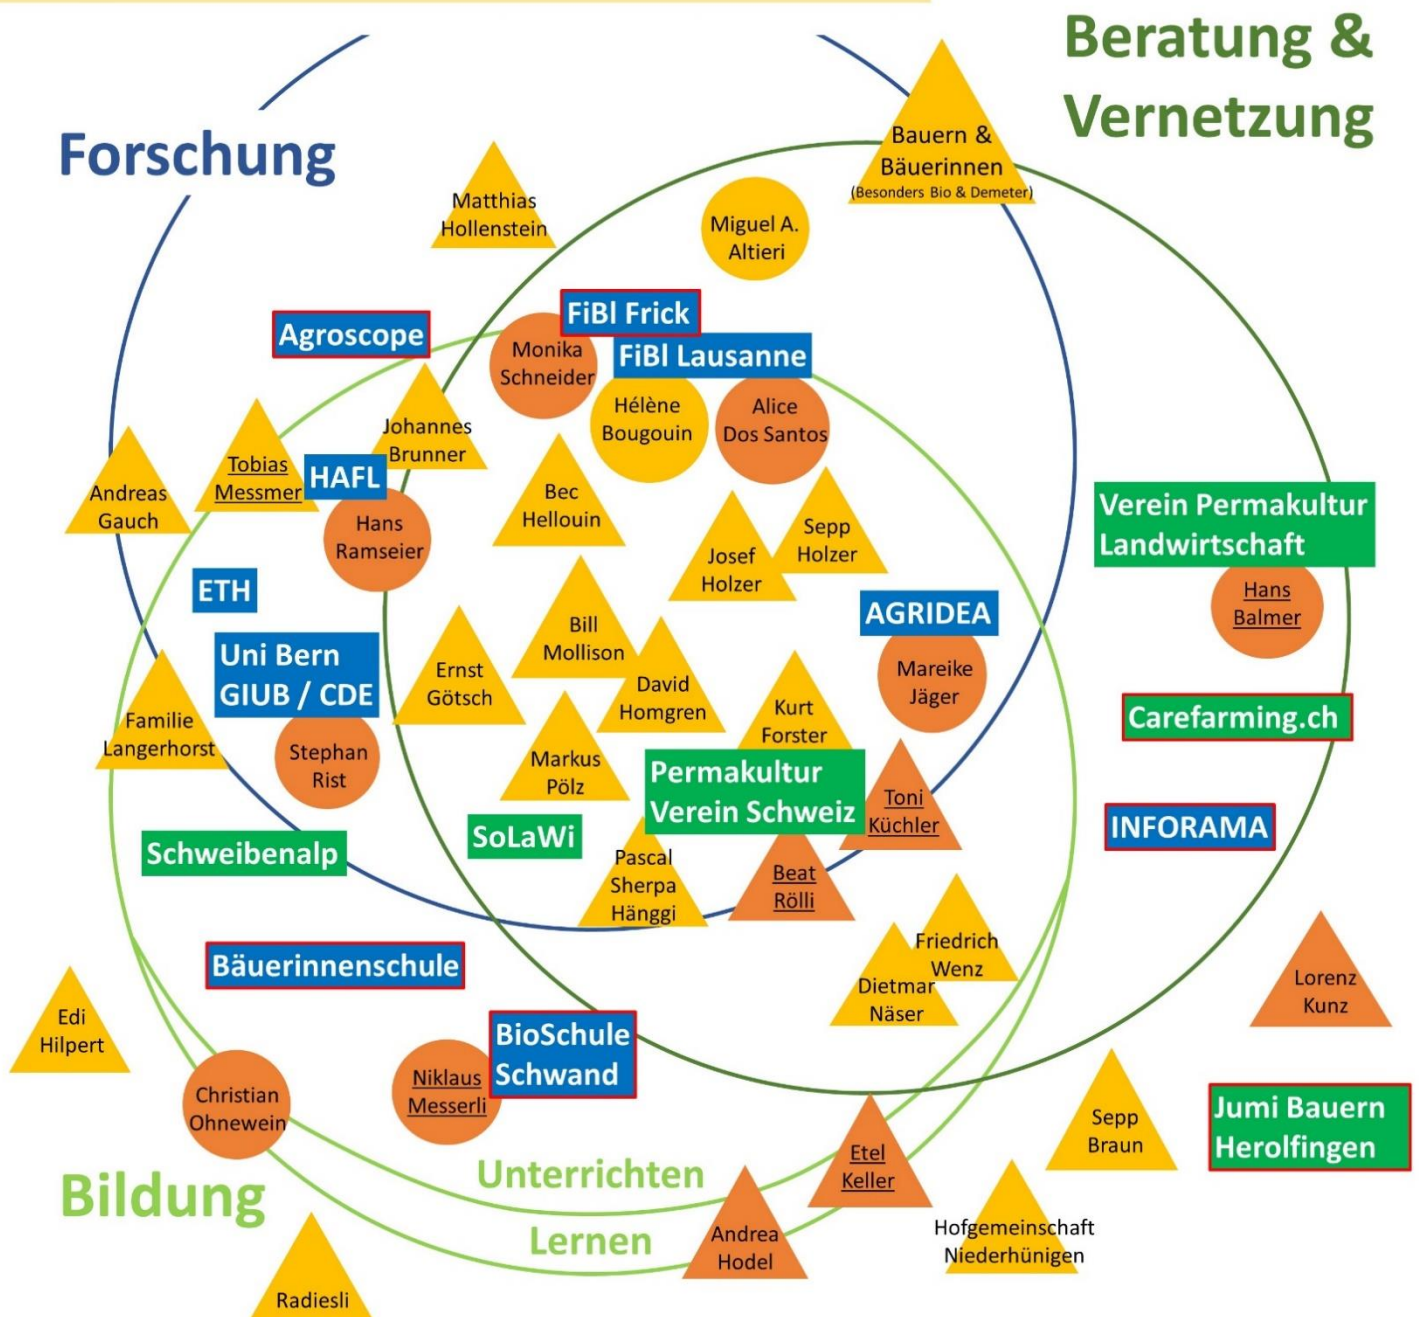 Beratung &
Vernetzung
Forschung
Bauern &
Bäuerinnen
(Besonders Bio & Demeter)
Matthias
Hollenstein
Miguel A.
Altieri
FiBl Frick
Agroscope
FiBl Lausanne
Monika
Schneider
Hélène
Bougouin
Alice
Dos Santos
Johannes
Brunner
Tobias
Messmer
HAFL
Andreas
Gauch
Hans
Ramseier
Bec
Hellouin
Sepp
Holzer
Josef
Holzer
Verein Permakultur
Landwirtschaft
Hans
Balmer
ETH
AGRIDEA
Mareike
Jäger
Uni Bern
GIUB / CDE
Bill
Mollison
Ernst
Götsch
David
Homgren
Kurt
Forster
Familie
Langerhorst
Stephan
Rist
Markus
Pölz
Carefarming.ch
Permakultur
Verein Schweiz
Toni
Küchler
SoLaWi
INFORAMA
Schweibenalp
Pascal
Sherpa
Hänggi
Beat
Rölli
Friedrich
Wenz
Dietmar
Näser
Bäuerinnenschule
Lorenz
Kunz
Edi
Hilpert
BioSchule
Schwand
Niklaus
Messerli
Christian
Ohnewein
Sepp
Braun
Jumi Bauern
Herolfingen
Etel
Keller
Unterrichten
Bildung
Lernen
Andrea
Hodel
Hofgemeinschaft
Niederhünigen
Radiesli